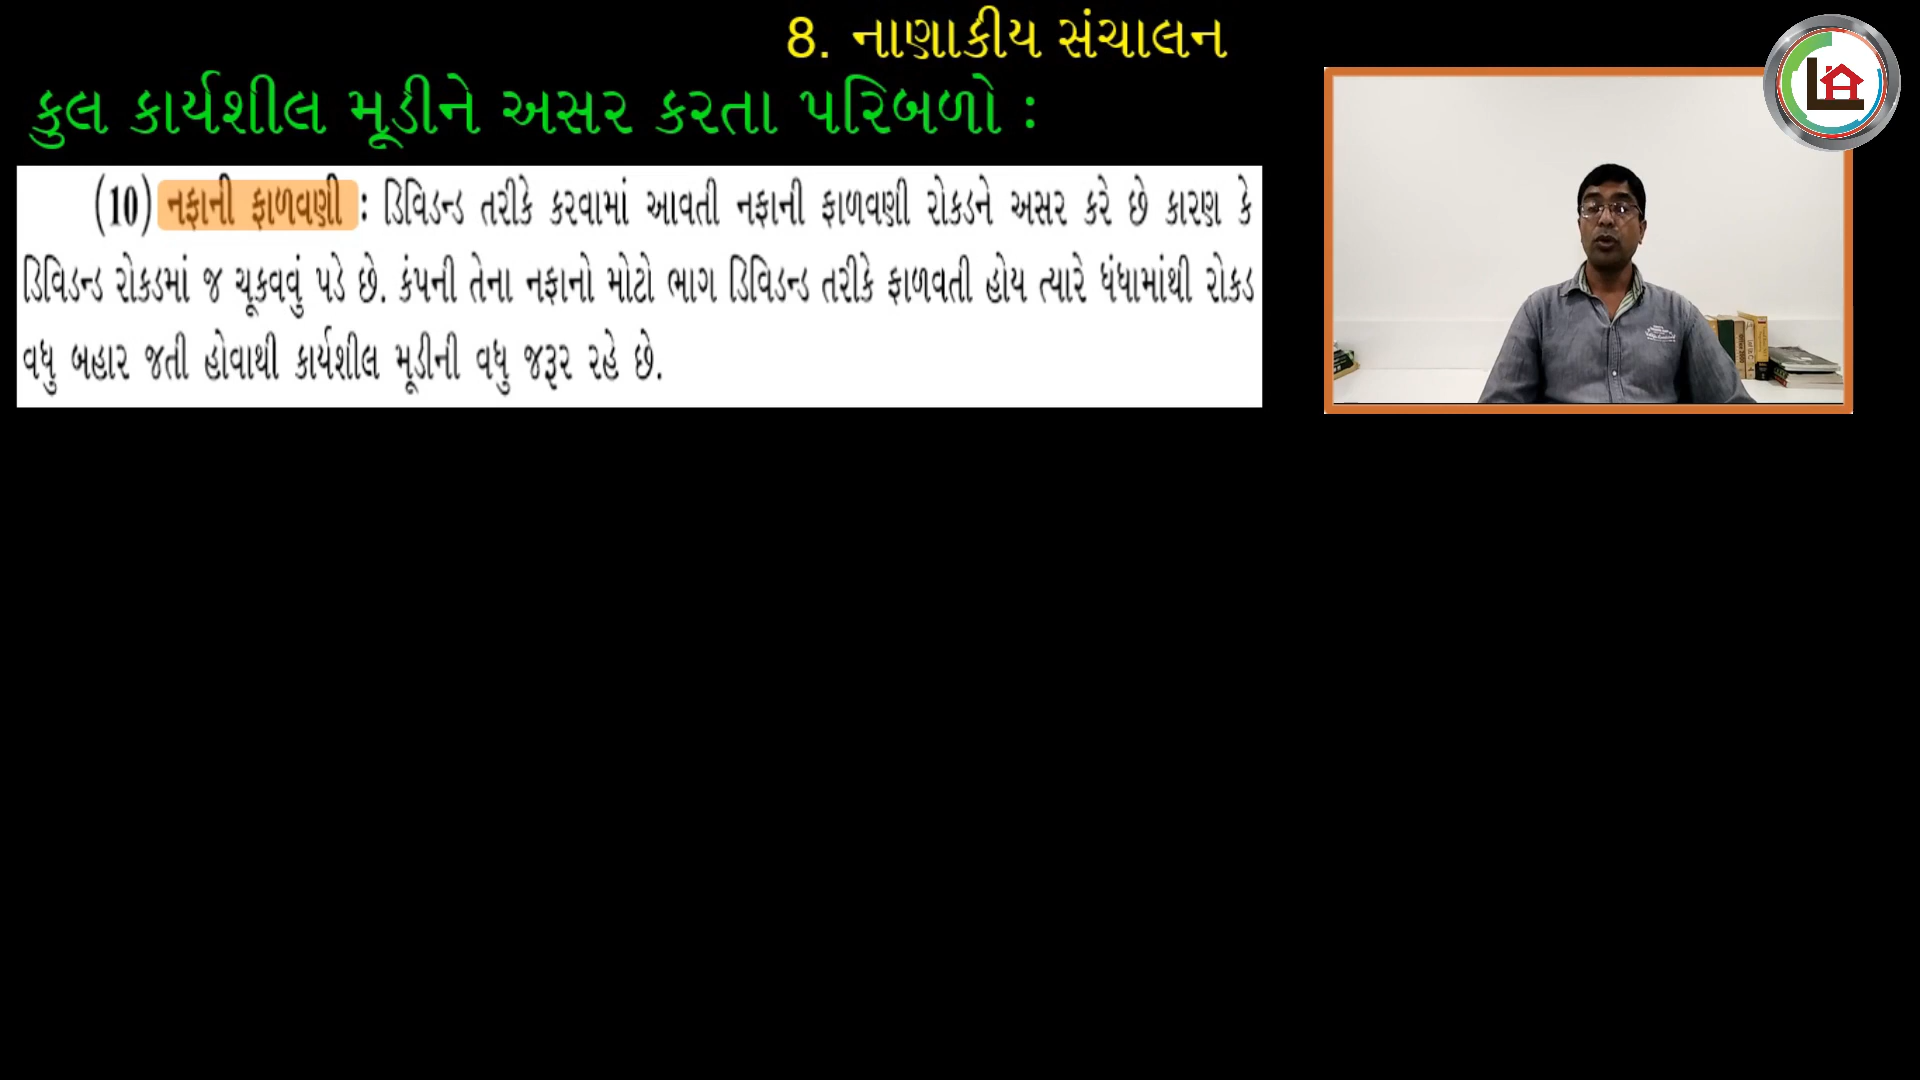 8. નાણાકીય સંચાલન
કુલ કાર્યશીલ મૂડીને અસર કરતા પરિબળો :
(10) નફાની ફાળવણી : ડિવિડન્ડ તરીકે કરવામાં આવતી નફાની ફાળવણી રોકડને અસર કરે છે કારણ કે
ડિવિડન્ડ રોકડમાં જ ચૂકવવું પડે છે. કંપની તેના નફાનો મોટો ભાગ ડિવિડન્ડ તરીકે ફાળવતી હોય ત્યારે ધંધામાંથી રોકડ
વધુ બહાર જતી હોવાથી કાર્યશીલ મૂડીની વધુ જરૂર રહે છે.